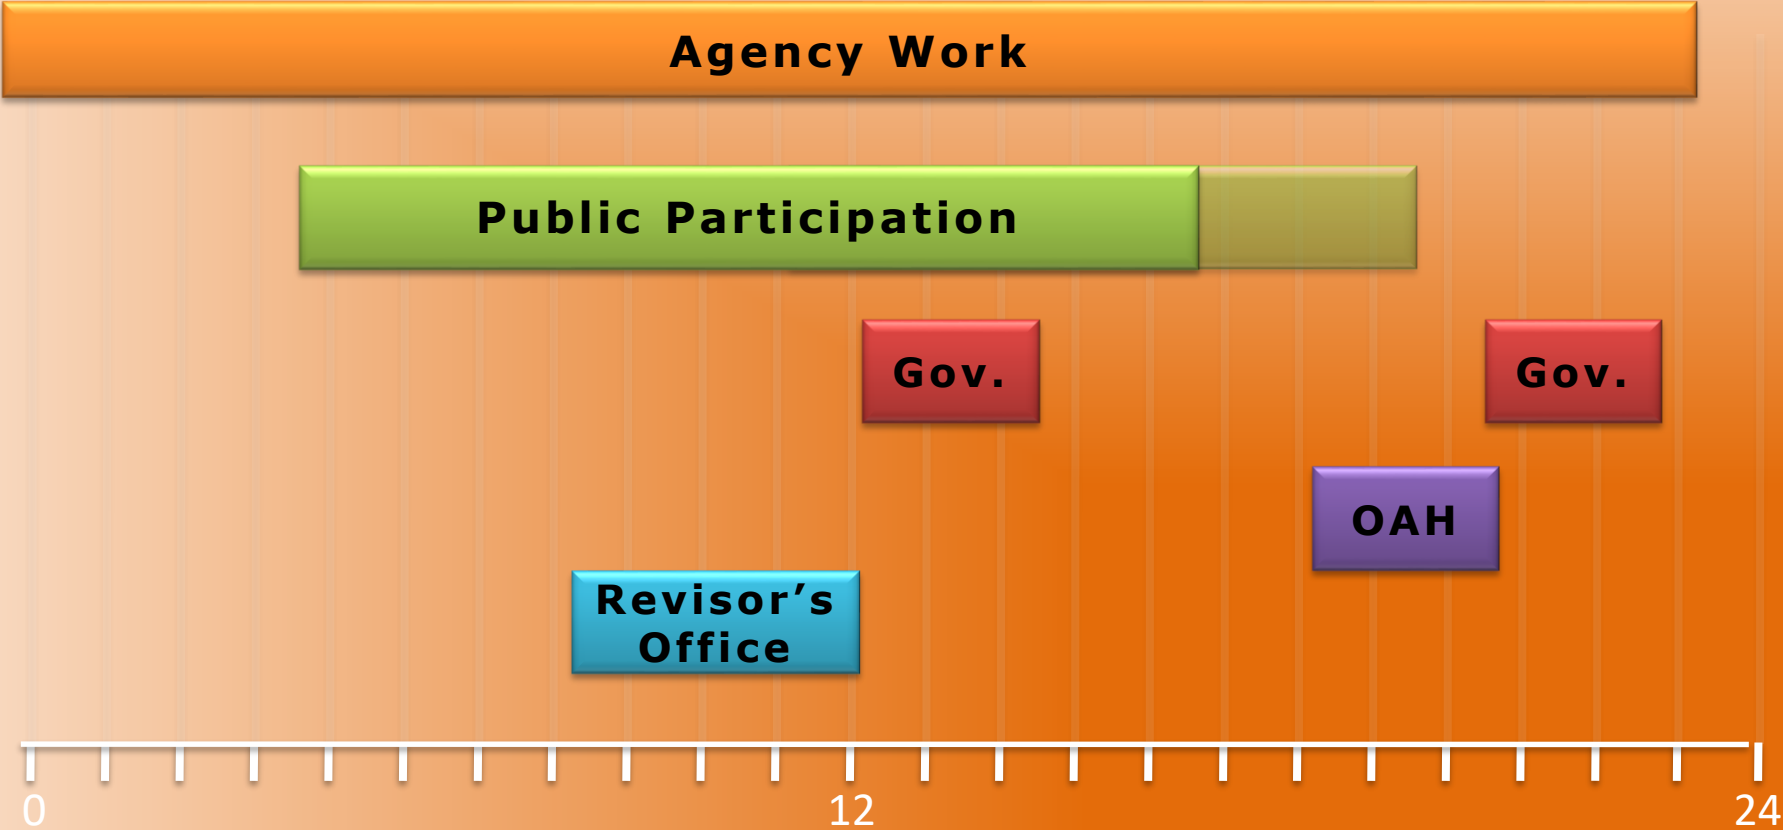 Agency Work
Public Participation
Gov.
Gov.
OAH
Revisor’s
Office
0
12
24